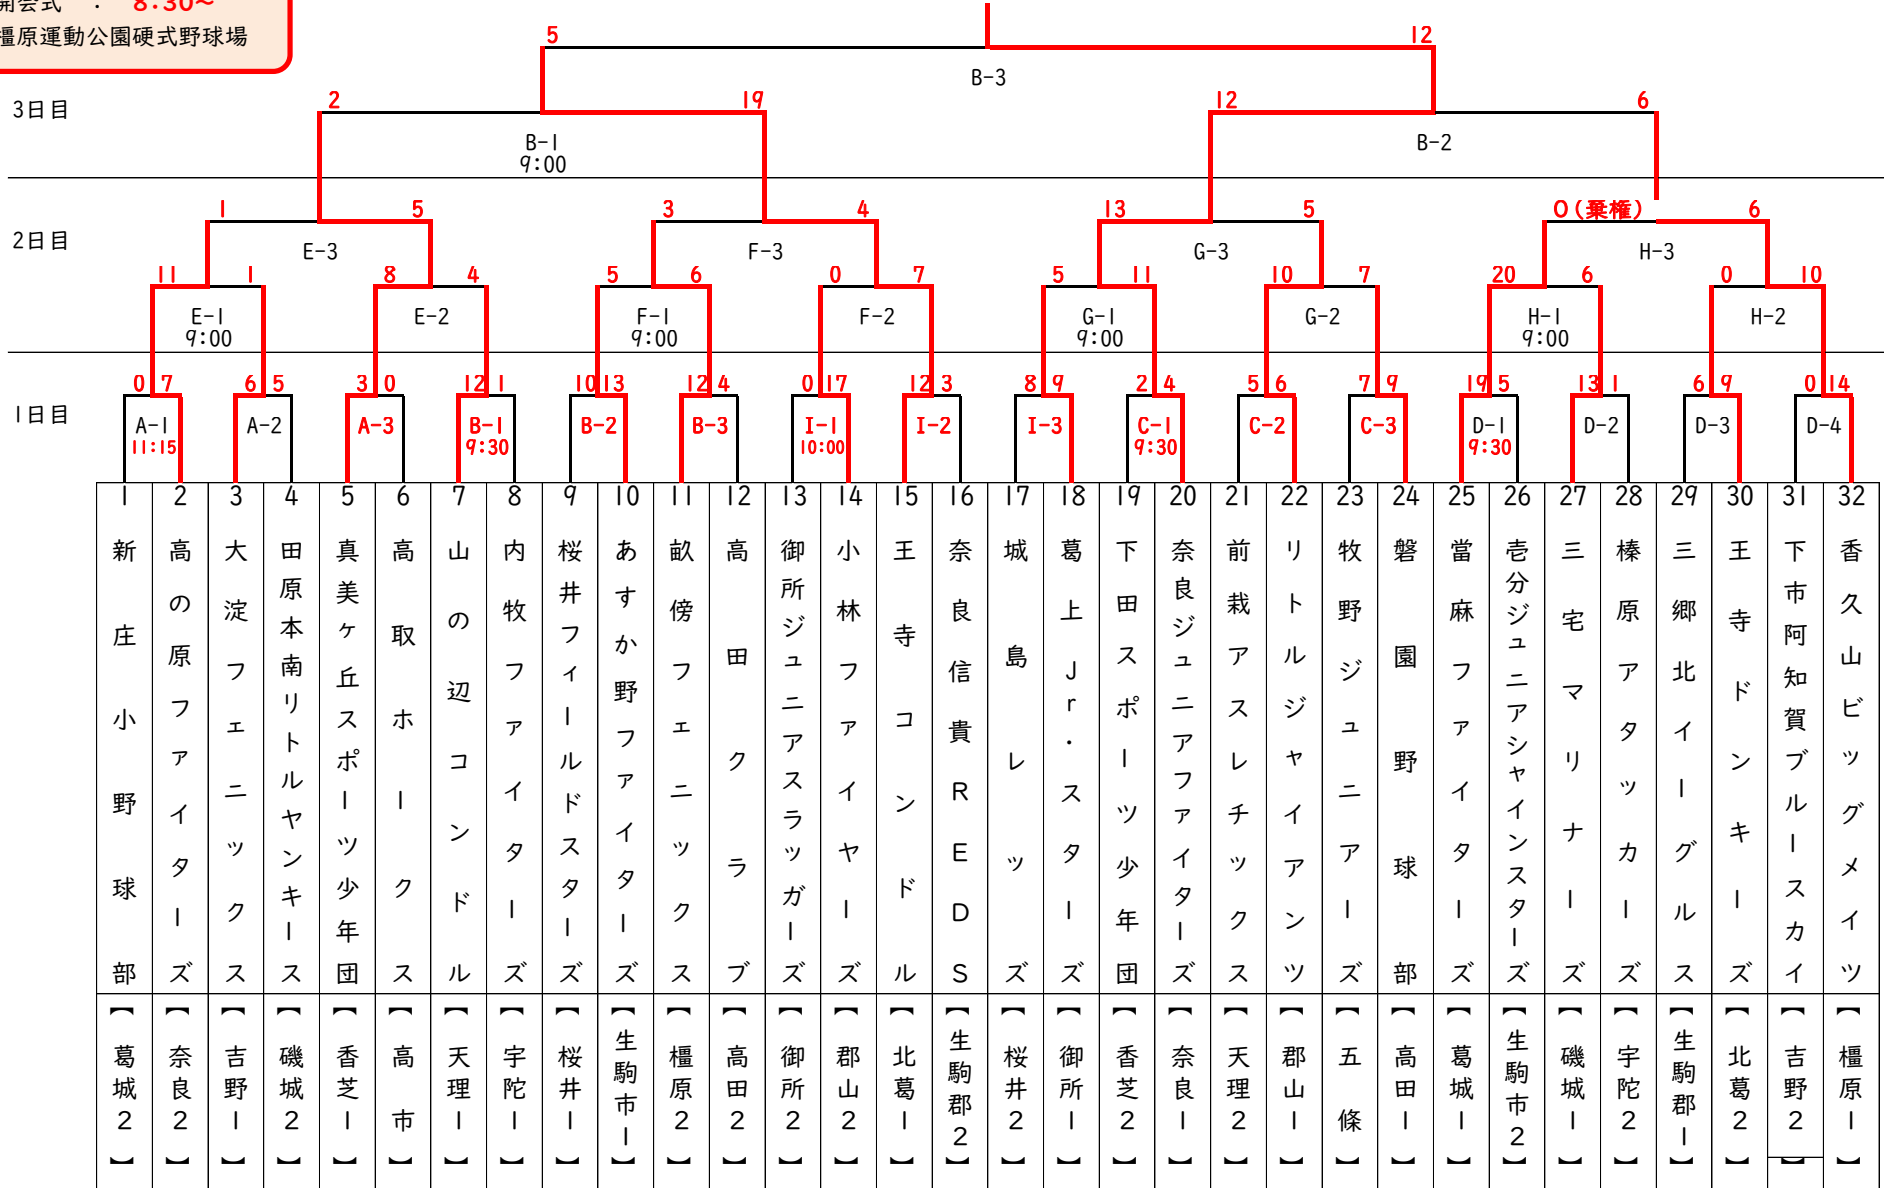 開会式 ： 8:30~
橿原運動公園硬式野球場
5 12
B-3
3日目
2 19 12 6
B-1 B-2
9:00
2日目
1 5 3 4 13 5 0(棄権) 6
E-3 F-3 G-3 H-3
11 1 8 4 5 6 0 7 5 11 10 7 20 6 0 10
E-1 E-2 F-1 F-2 G-1 G-2 H-1 H-2
9:00 9:00 9:00 9:00
1日目
0 7 6 5 3 0 12 1 10 13 12 4 0 17 12 3 8 9 2 4 5 6 7 9 19 5 13 1 6 9 0 14
A-1 A-2 A-3 B-1 B-2 B-3 I-1 I-2 I-3 C-1 C-2 C-3 D-1 D-2 D-3 D-4
11:15 9:30 10:00 9:30 9:30
1 新庄小野球部 【葛城2】
2 高の原ファイターズ 【奈良2】
3 大淀フェニックス 【吉野1】
4 田原本南リトルヤンキース 【磯城2】
5 真美ヶ丘スポーツ少年団 【香芝1】
6 高取ホークス 【高市】
7 山の辺コンドル 【天理1】
8 内牧ファイターズ 【宇陀1】
9 桜井フィールドスターズ 【桜井1】
10 あすか野ファイターズ 【生駒市1】
11 畝傍フェニックス 【橿原2】
12 高田クラブ 【高田2】
13 御所ジュニアスラッガーズ 【御所2】
14 小林ファイヤーズ 【郡山2】
15 王寺コンドル 【北葛1】
16 奈良信貴REDS 【生駒郡2】
17 城島レッズ 【桜井2】
18 葛上Jr.スターズ 【御所1】
19 下田スポーツ少年団 【香芝2】
20 奈良ジュニアファイターズ 【奈良1】
21 前栽アスレチックス 【天理2】
22 リトルジャイアンツ 【郡山1】
23 牧野ジュニアーズ 【五條】
24 磐園野球部 【高田1】
25 當麻ファイターズ 【葛城1】
26 壱分ジュニアシャインスターズ 【生駒市2】
27 三宅マリナーズ 【磯城1】
28 榛原アタッカーズ 【宇陀2】
29 三郷北イーグルス 【生駒郡1】
30 王寺ドンキーズ 【北葛2】
31 下市阿知賀ブルースカイ 【吉野2】
32 香久山ビッグメイツ 【橿原1】